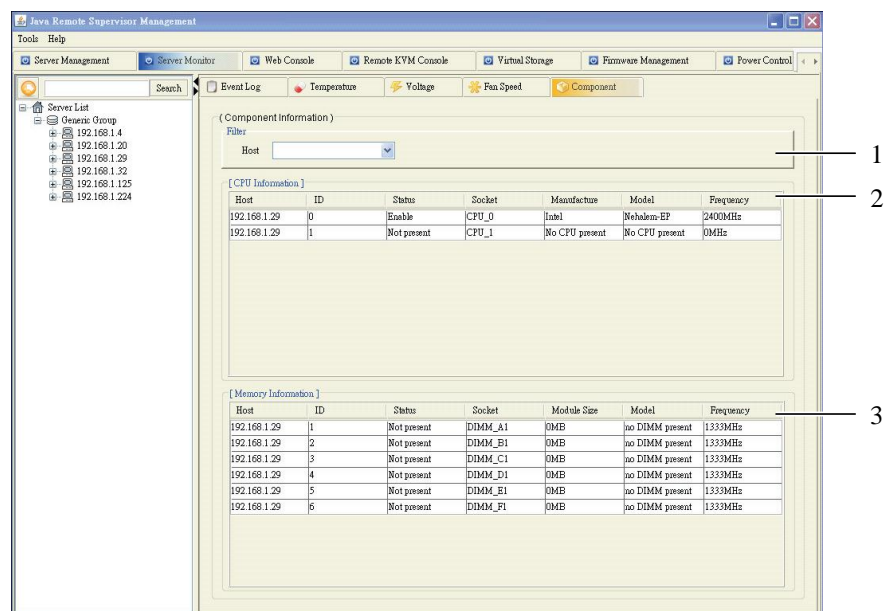 Java Remote Supervisor Management
Tools Help
Server Management Server Monitor Web Console Remote KVM Console Virtual Storage Firmware Management Power Control
Search
Server List
Generic Group
192.168.1.4
192.168.1.20
192.168.1.29
192.168.1.32
192.168.1.125
192.168.1.224
Event Log Temperature Voltage Fan Speed Component
( Component Information )
Filter
Host
1
[ CPU Information ]
2
Host ID Status Socket Manufacture Model Frequency
192.168.1.29 0 Enable CPU_0 Intel Nehalem-EP 2400MHz
192.168.1.29 1 Not present CPU_1 No CPU present No CPU present 0MHz
[ Memory Information ]
Host ID Status Socket Module Size Model Frequency
3
192.168.1.29 1 Not present DIMM_A1 0MB no DIMM present 1333MHz
192.168.1.29 2 Not present DIMM_B1 0MB no DIMM present 1333MHz
192.168.1.29 3 Not present DIMM_C1 0MB no DIMM present 1333MHz
192.168.1.29 4 Not present DIMM_D1 0MB no DIMM present 1333MHz
192.168.1.29 5 Not present DIMM_E1 0MB no DIMM present 1333MHz
192.168.1.29 6 Not present DIMM_F1 0MB no DIMM present 1333MHz